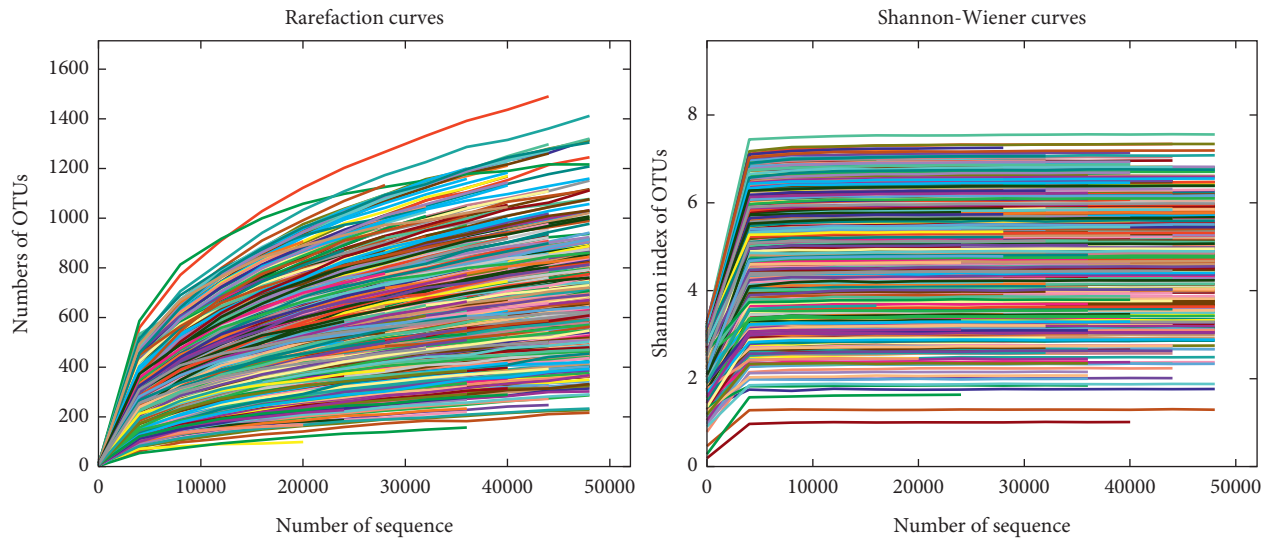 Rarefaction curves
1600
1400
1200
1000
800
600
400
200
0
Numbers of OTUs
0 10000 20000 30000 40000 50000
Number of sequence
Shannon-Wiener curves
8
6
4
2
0
Shannon index of OTUs
0 10000 20000 30000 40000 50000
Number of sequence